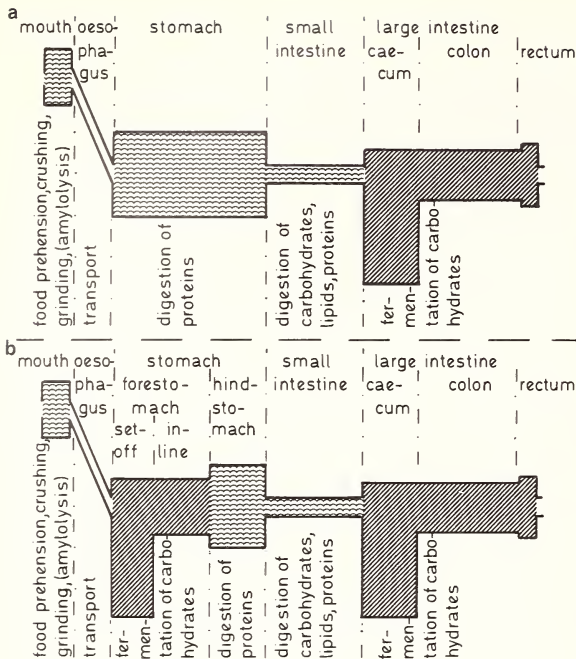 a
mouth oeso- stomach small large intestine
pha- intestine cae- colon
gus cecum rectum
food prehension,crushing,
grinding,(amylolysis)
transport
digestion of
proteins
digestion of
carbohydrates,
lipids,proteins
fer-
men-
tation of carbo-
hydrates
b
mouth oeso- stomach small large intestine
pha- foresto- hind- intestine cae- colon
gus mach sto- cum rectum
set- in- mach
off line
food prehension,crushing,
grinding,(amylolysis)
transport
fer-
men-
tation of carbo-
hydrates
digestion of
proteins
digestion of
carbohydrates,
lipids,proteins
fer-
men-
tation of carbo-
hydrates